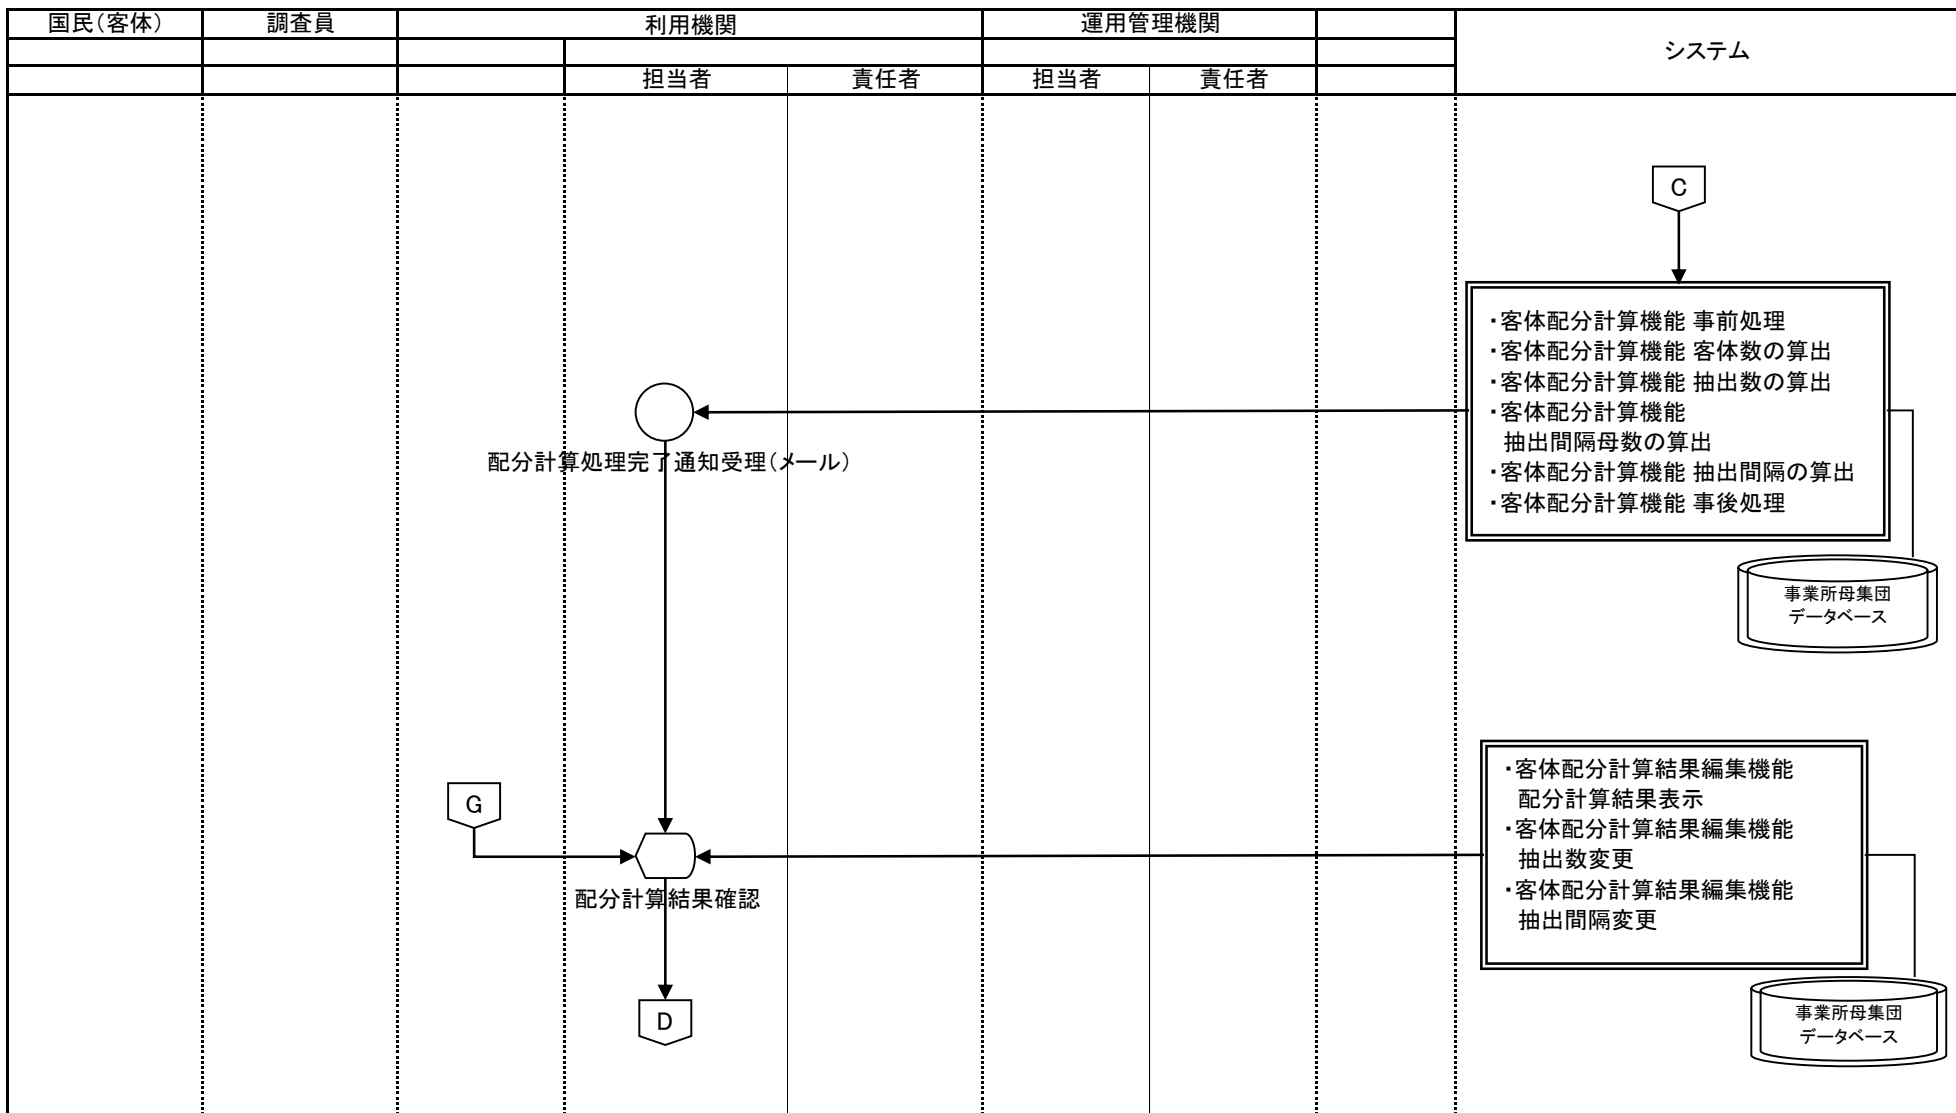 国民(客体)
調査員
利用機関
運用管理機関
システム
担当者
責任者
担当者
責任者
C
・客体配分計算機能 事前処理
・客体配分計算機能 客体数の算出
・客体配分計算機能 抽出数の算出
・客体配分計算機能
抽出間隔母数の算出
・客体配分計算機能 抽出間隔の算出
・客体配分計算機能 事後処理
配分計算処理完了通知受理(メール)
事業所母集団
データベース
G
・客体配分計算結果編集機能
配分計算結果表示
・客体配分計算結果編集機能
抽出数変更
・客体配分計算結果編集機能
抽出間隔変更
配分計算結果確認
D
事業所母集団
データベース